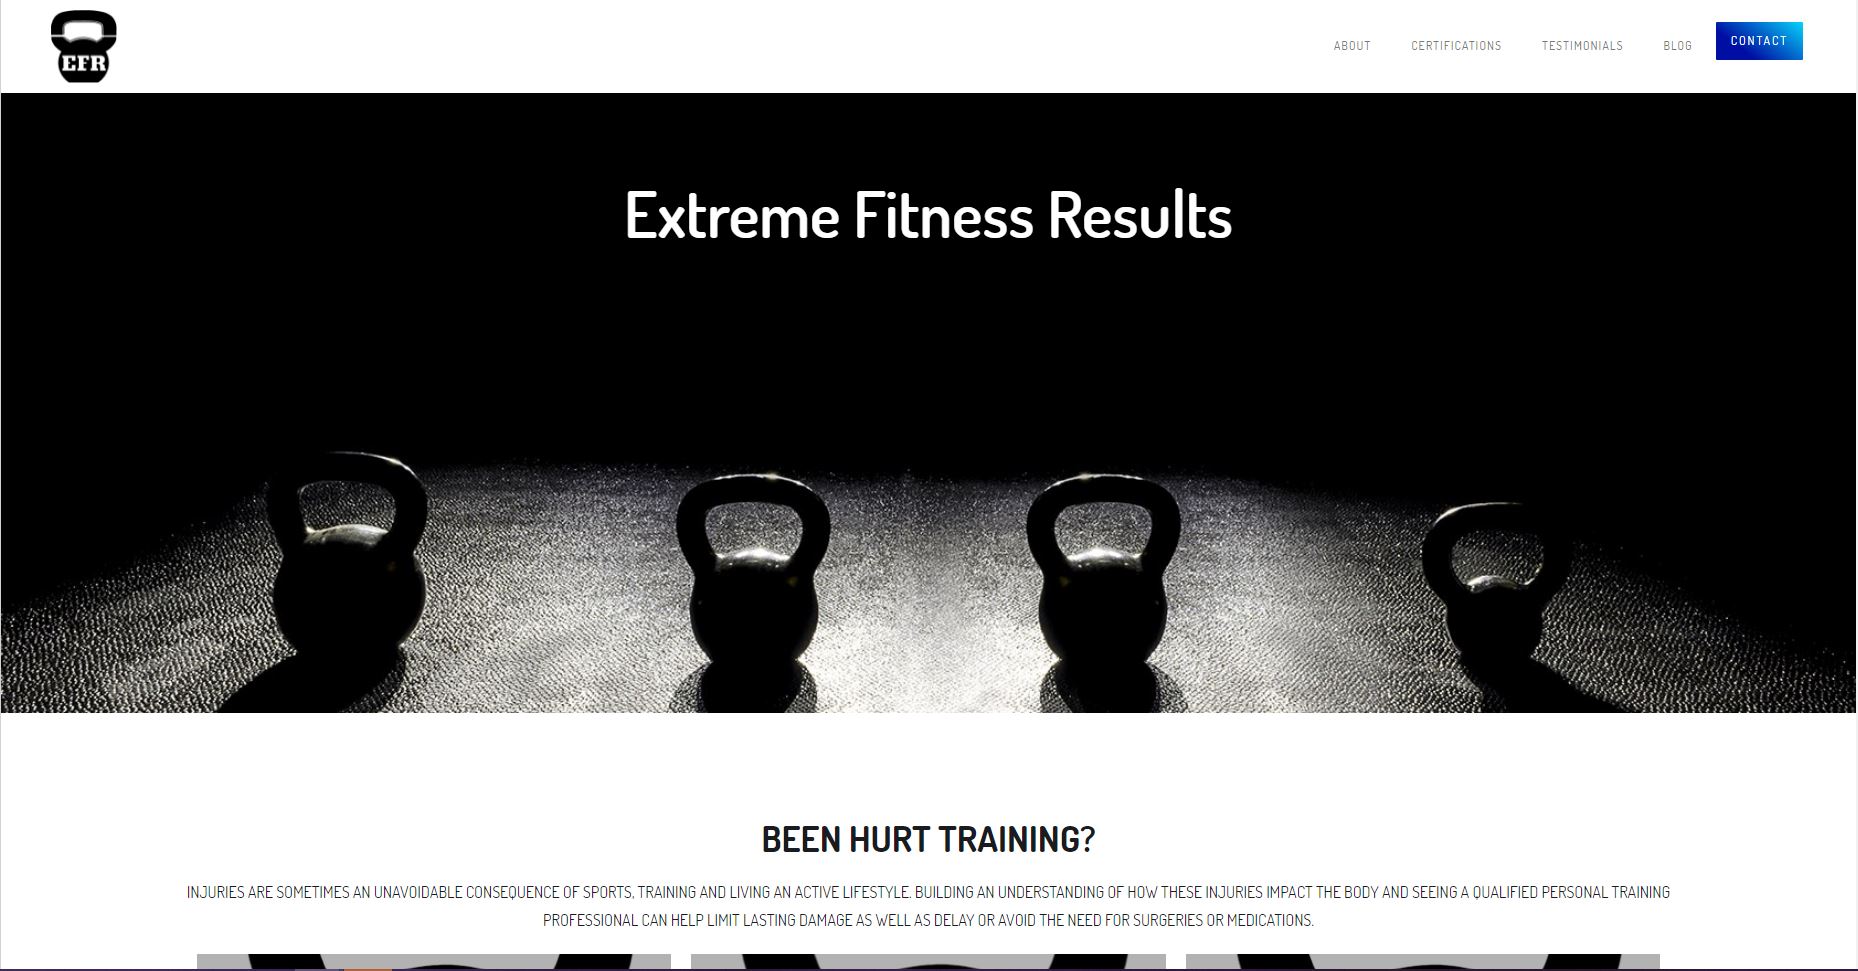 EFR
ABOUT
CERTIFICATIONS
TESTIMONIALS
BLOG
CONTACT
Extreme Fitness Results
BEEN HURT TRAINING?
INJURIES ARE SOMETIMES AN UNAVOIDABLE CONSEQUENCE OF SPORTS, TRAINING AND LIVING AN ACTIVE LIFESTYLE. BUILDING AN UNDERSTANDING OF HOW THESE INJURIES IMPACT THE BODY AND SEEING A QUALIFIED PERSONAL TRAINING
PROFESSIONAL CAN HELP LIMIT LASTING DAMAGE AS WELL AS DELAY OR AVOID THE NEED FOR SURGERIES OR MEDICATIONS.